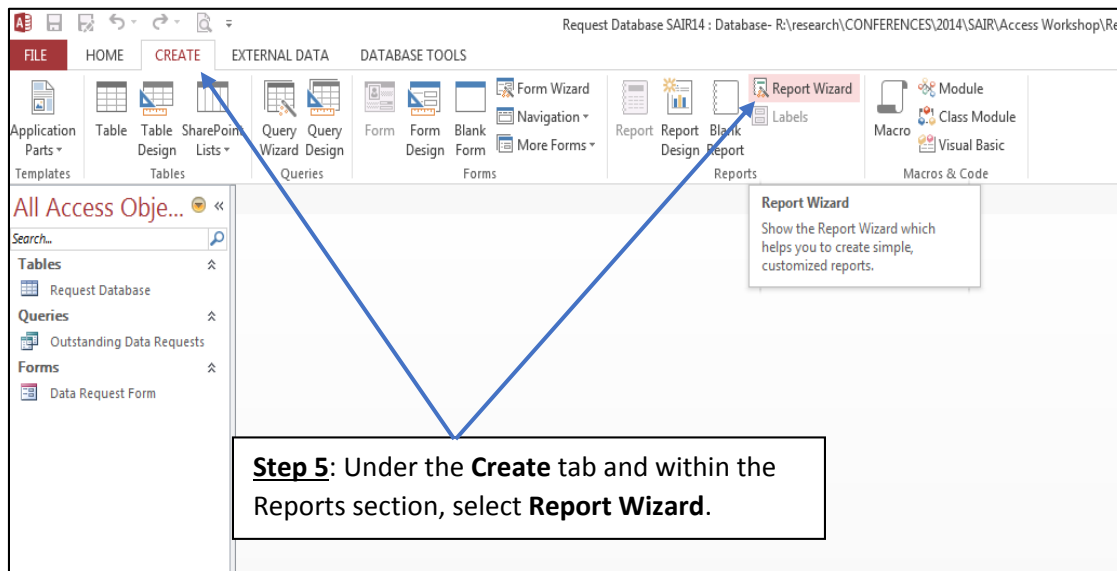 Request Database SAIR14 : Database- R:\research\CONFERENCES\2014\SAIR\Access Workshop\Re
FILE HOME CREATE EXTERNAL DATA DATABASE TOOLS
Application Parts
Table
Table Design
SharePoint Lists
Query Wizard
Query Design
Form
Form Design
Blank Form
Form Wizard
Navigation
More Forms
Report
Report Design
Blank Report
Report Wizard
Labels
Macro
Module
Class Module
Visual Basic
Templates Tables Queries Forms Reports Macros & Code
All Access Obje...
Search...
Tables
Request Database
Queries
Outstanding Data Requests
Forms
Data Request Form
Report Wizard
Show the Report Wizard which
helps you to create simple,
customized reports.
Step 5: Under the Create tab and within the
Reports section, select Report Wizard.